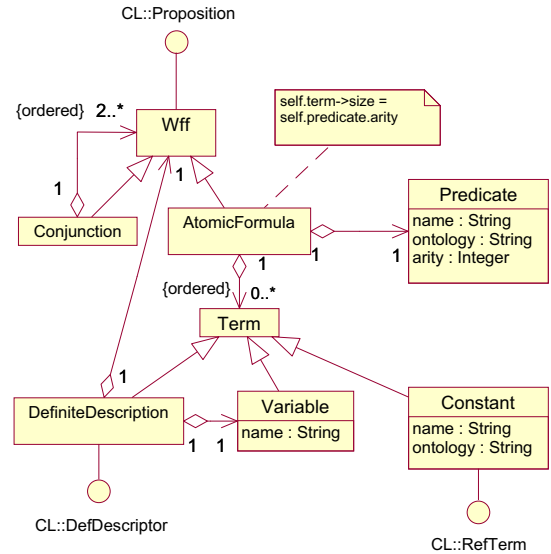 CL::Proposition
self.term->size =
self.predicate.arity
{ordered} 2..*
Wff
1
1
Conjunction
AtomicFormula
1
1
1
Predicate
name : String
ontology : String
arity : Integer
{ordered} 0..*
Term
1
DefiniteDescription
1
1
Variable
name : String
Constant
name : String
ontology : String
CL::DefDescriptor
CL::RefTerm